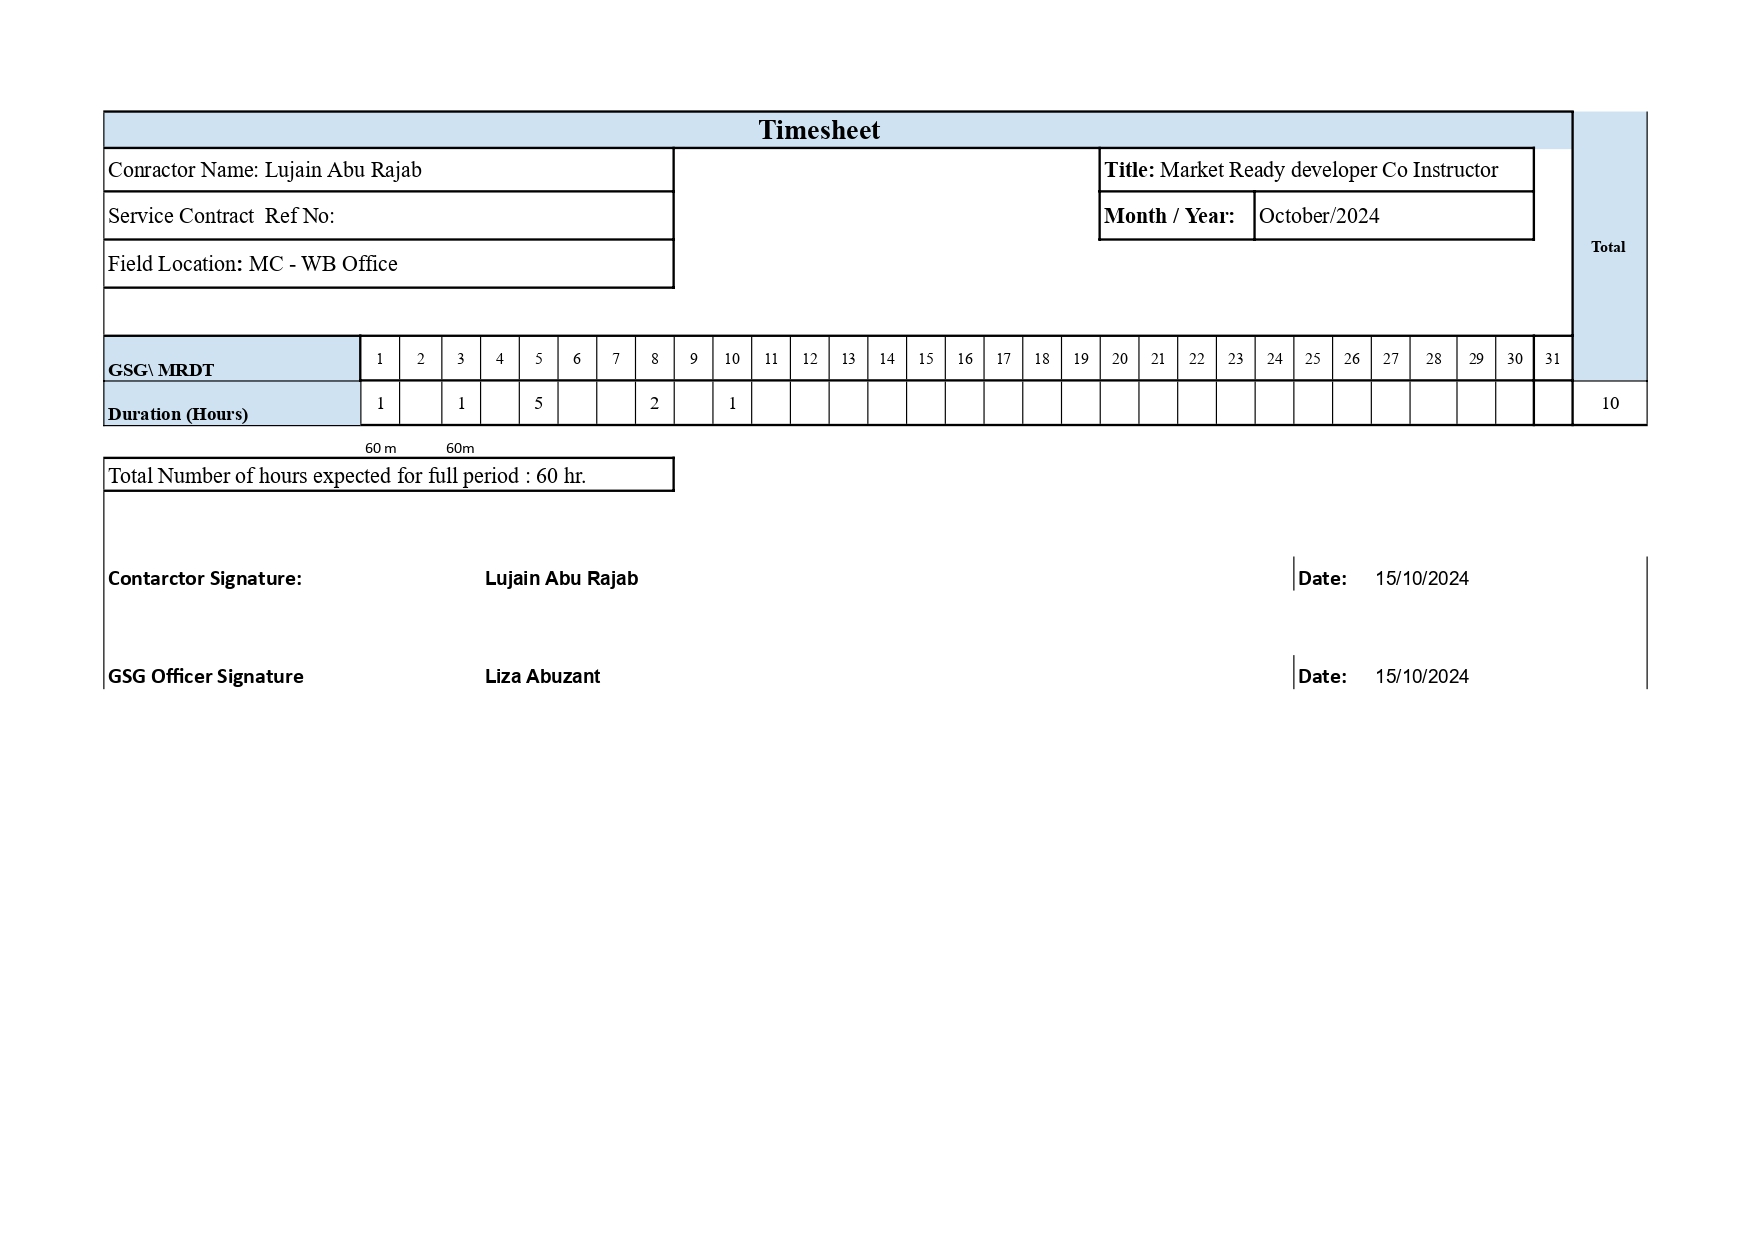 Timesheet
Conractor Name: Lujain Abu Rajab
Title: Market Ready developer Co Instructor
Service Contract  Ref No:
Month / Year: October/2024
Total
Field Location: MC - WB Office
GSG\ MRDT 1 2 3 4 5 6 7 8 9 10 11 12 13 14 15 16 17 18 19 20 21 22 23 24 25 26 27 28 29 30 31
Duration (Hours) 1 1 5 2 1 10
60 m 60m
Total Number of hours expected for full period : 60 hr.
Contarctor Signature: Lujain Abu Rajab Date: 15/10/2024
GSG Officer Signature Liza Abuzant Date: 15/10/2024